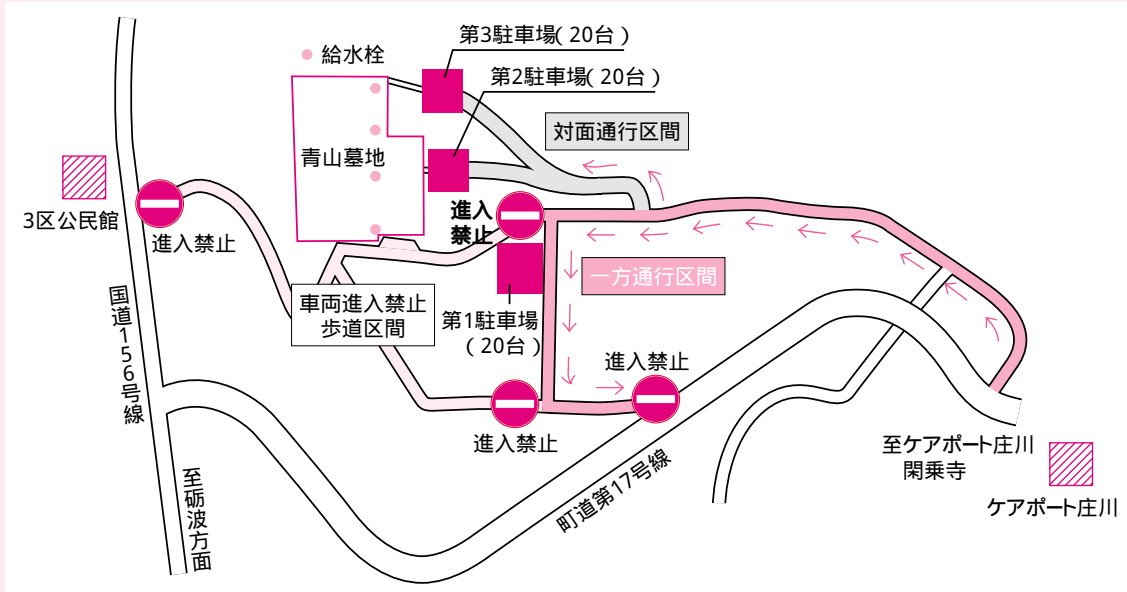 第3駐車場(20台)
給水栓
第2駐車場(20台)
対面通行区間
青山墓地
3区公民館
進入禁止
進入
禁止
一方通行区間
車両進入禁止
歩道区間
第1駐車場
(20台)
国道156号線
進入禁止
進入禁止
至砺波方面
町道第17号線
至ケアポート庄川
閑乗寺
ケアポート庄川